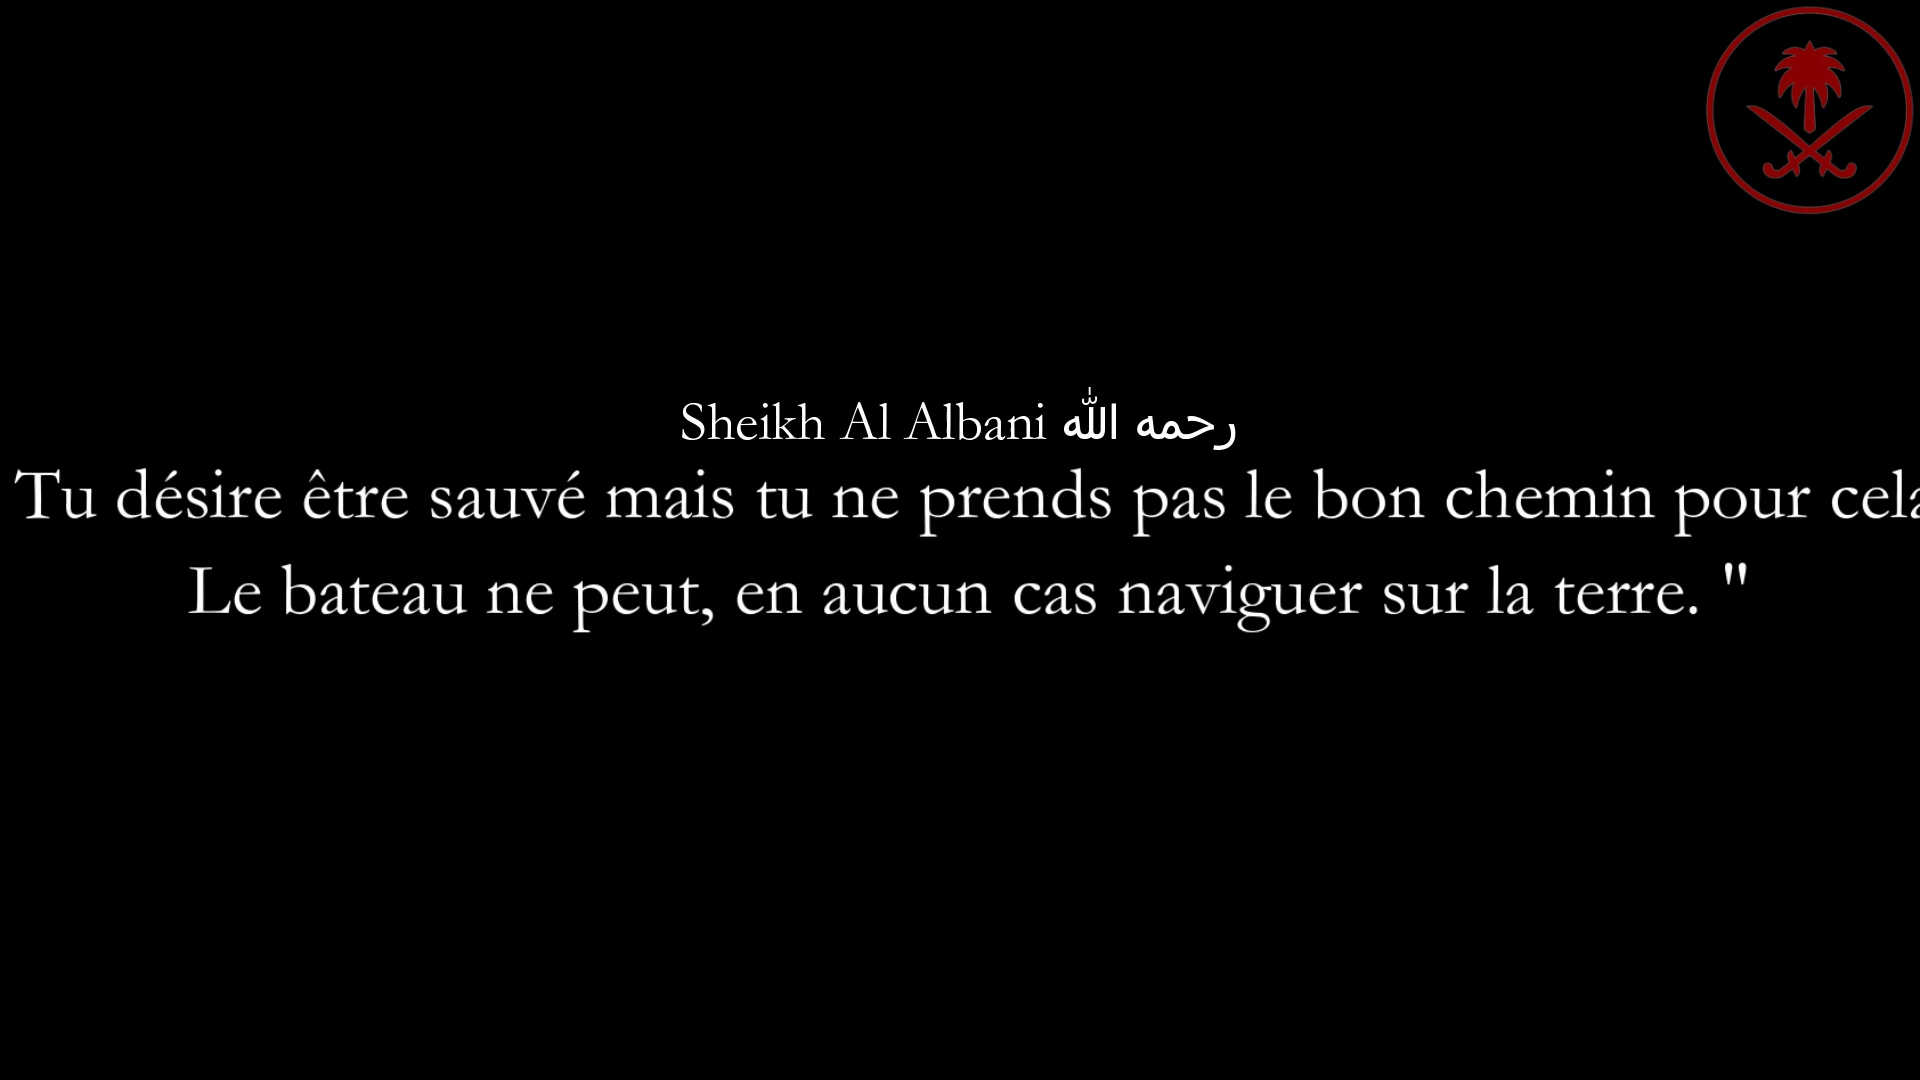 Sheikh Al Albani رحمه الله
Tu désire être sauvé mais tu ne prends pas le bon chemin pour cela
Le bateau ne peut, en aucun cas naviguer sur la terre. "